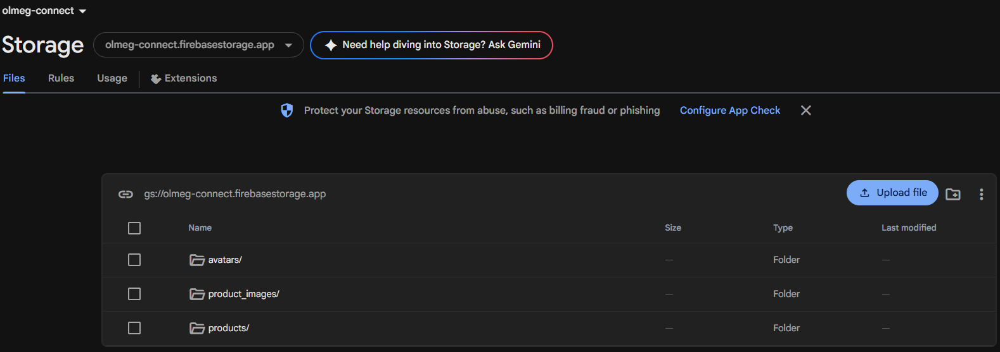 olmeg-connect
Storage
olmeg-connect.firebasestorage.app
Need help diving into Storage? Ask Gemini
Files
Rules
Usage
Extensions
Protect your Storage resources from abuse, such as billing fraud or phishing
Configure App Check
gs://olmeg-connect.firebasestorage.app
Upload file
Name
Size
Type
Last modified
avatars/
—
Folder
—
product_images/
—
Folder
—
products/
—
Folder
—